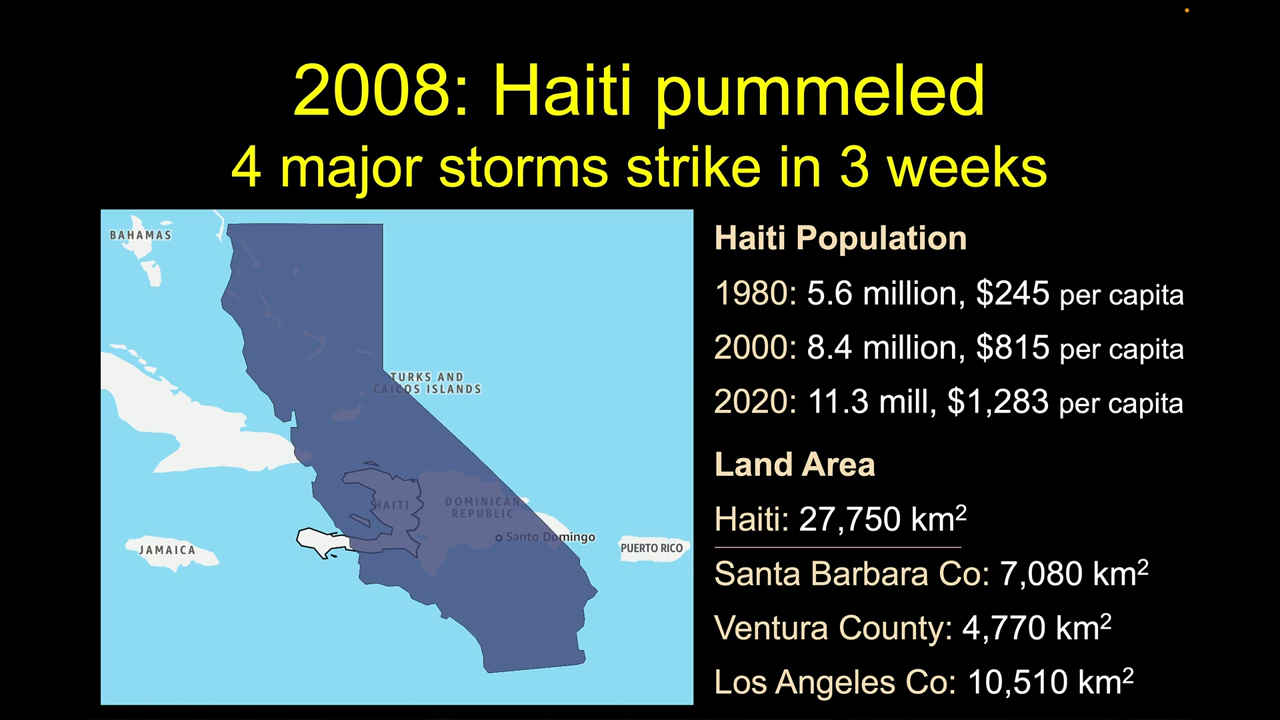 2008: Haiti pummeled
4 major storms strike in 3 weeks
BAHAMAS
TURKS AND
CAICOS ISLANDS
HAITI
DOMINICAN
REPUBLIC
Santo Domingo
JAMAICA
PUERTO RICO
Haiti Population
1980: 5.6 million, $245 per capita
2000: 8.4 million, $815 per capita
2020: 11.3 mill, $1,283 per capita
Land Area
Haiti: 27,750 km²
Santa Barbara Co: 7,080 km²
Ventura County: 4,770 km²
Los Angeles Co: 10,510 km²